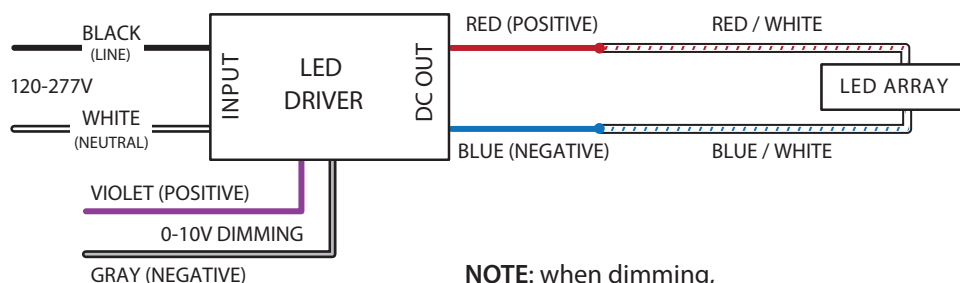 BLACK
(LINE)
120-277V
WHITE
(NEUTRAL)
INPUT
LED
DRIVER
DC OUT
RED (POSITIVE)
RED / WHITE
LED ARRAY
BLUE (NEGATIVE)
BLUE / WHITE
VIOLET (POSITIVE)
0-10V DIMMING
GRAY (NEGATIVE)
NOTE: when dimming,